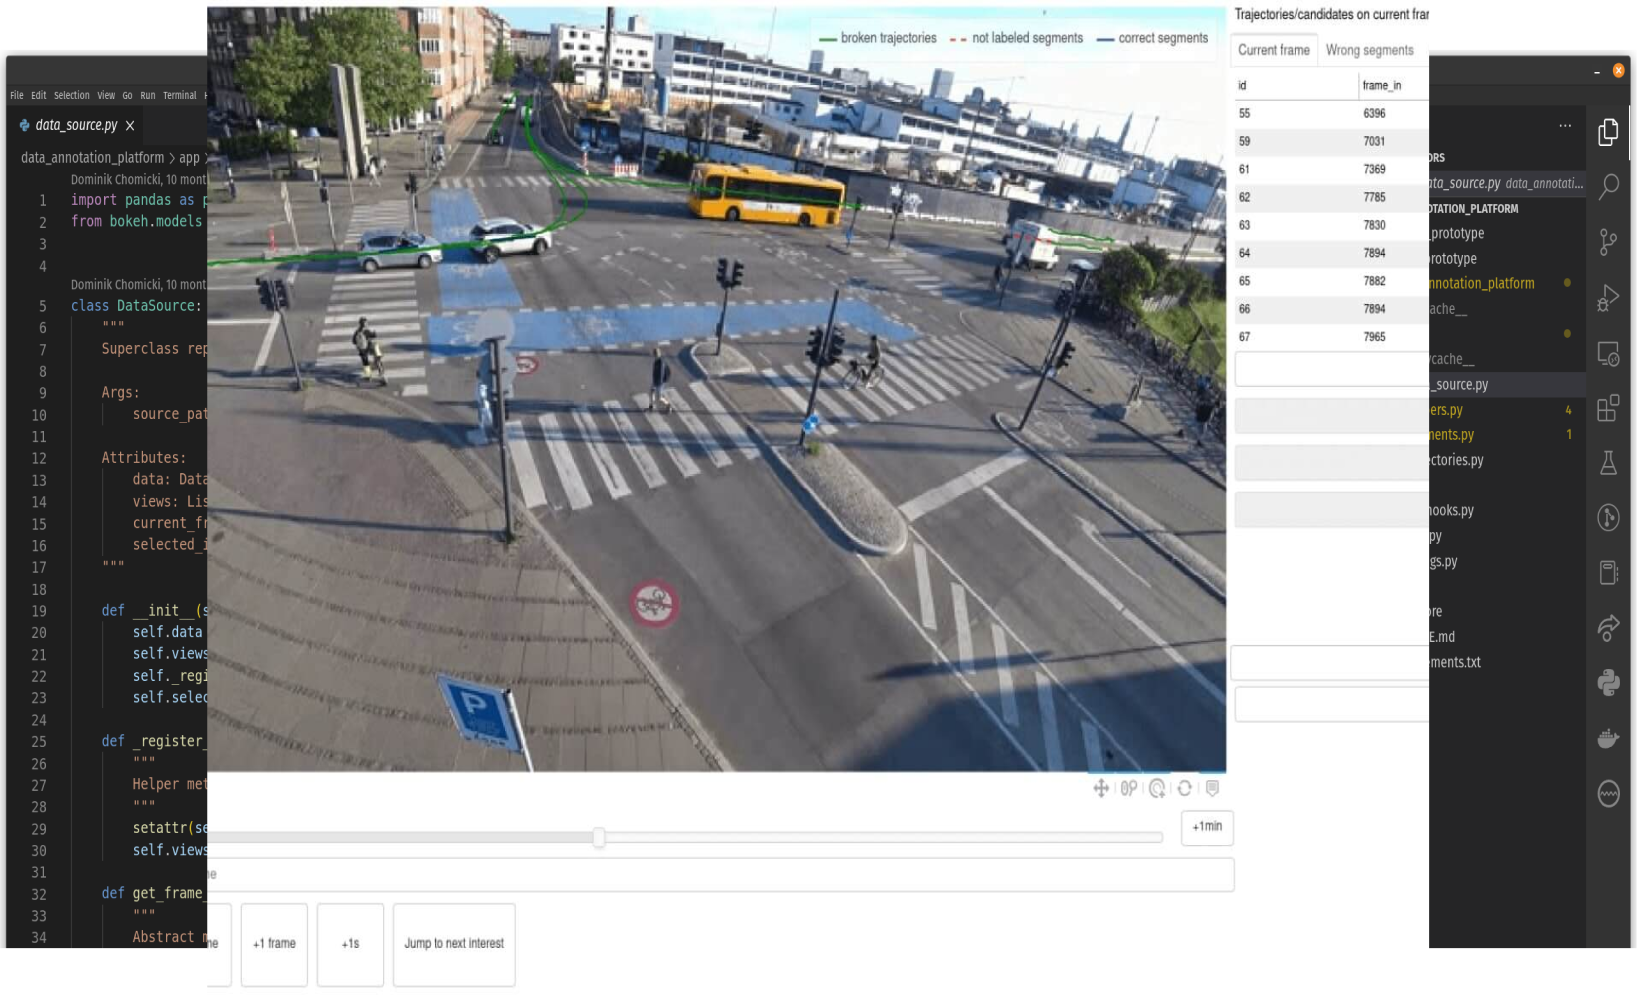 File Edit Selection View Go Run Terminal
data_source.py
data_annotation_platform > app >
Dominik Chomicki, 10 mont
1 import pandas as p
2 from bokeh.models
3
4
Dominik Chomicki, 10 mont
5 class DataSource:
6 """
7 Superclass rep
8
9 Args:
10 source_pat
11
12 Attributes:
13 data: Data
14 views: Lis
15 current_fr
16 selected_i
17 """
18
19 def __init__(s
20 self.data
21 self.views
22 self._regi
23 self.selec
24
25 def _register_
26 """
27 Helper met
28 """
29 setattr(se
30 self.views
31
32 def get_frame_
33 """
34 Abstract m
broken trajectories not labeled segments correct segments
P
Zone
+1min
ne
ne
+1 frame
+1s
Jump to next interest
Trajectories/candidates on current fra
Current frame Wrong segments
id frame_in
55 6396
59 7031
61 7369
62 7785
63 7830
64 7894
65 7882
66 7894
67 7965
ORS
ata_source.py data_annotati...
OTATION_PLATFORM
_prototype
prototype
nnotation_platform
ache__
ycache__
_source.py
ers.py 4
ments.py 1
ectories.py
hooks.py
py
gs.py
ore
E.md
ements.txt